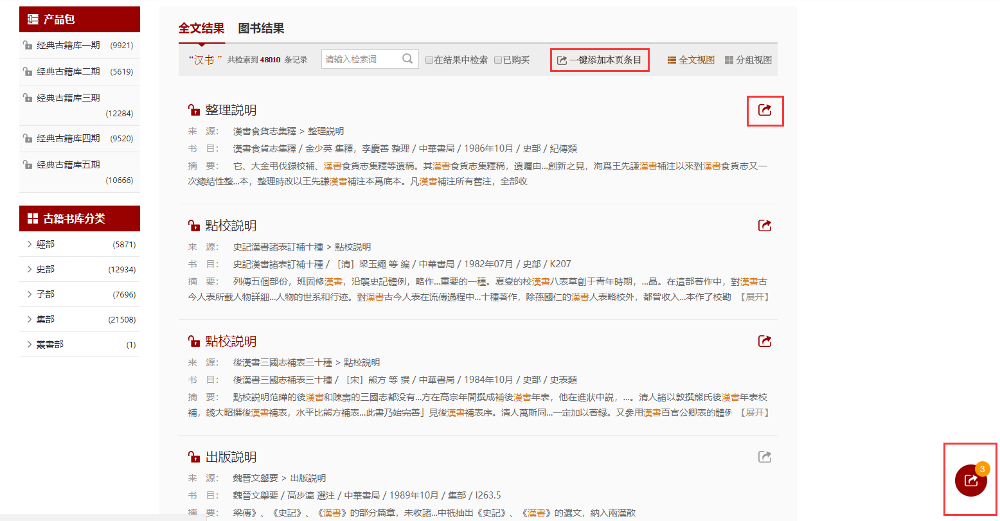 产品包
经典古籍库一期 (9921)
经典古籍库二期 (5619)
经典古籍库三期
(12284)
经典古籍库四期 (9520)
经典古籍库五期
(10666)
古籍书库分类
經部 (5871)
史部 (12934)
子部 (7696)
集部 (21508)
叢書部 (1)
全文结果 图书结果
“汉书 ” 共检索到 48010 条记录 请输入检索词 在结果中检索 已购买 一键添加本页条目 全文视图 分组视图
整理説明
来 源： 漢書食貨志集釋 > 整理説明
书 目： 漢書食貨志集釋 / 金少英 集釋，李慶善 整理 / 中華書局 / 1986年10月 / 史部 / 紀傳類
摘 要： 它、大金弔伐録校補、漢書食貨志集釋等遺稿。其漢書食貨志集釋稿，遺囑由...創新之見，洵爲王先謙漢書補注以來對漢書食貨志又一
次總結性整...本，整理時改以王先謙漢書補注本爲底本。凡漢書補注所有舊注，全部收
點校説明
来 源： 史記漢書諸表訂補十種 > 點校説明
书 目： 史記漢書諸表訂補十種 / ［清］梁玉繩 等 编 / 中華書局 / 1982年07月 / 史部 / K207
摘 要： 列傳五個部份，班固修漢書，沿襲史記體例，略作...重要的一種。夏燮的校漢書八表草創于青年時期，...晶。在這部著作中，對漢書古
今人表所載人物詳細...人物的世系和行迹。對漢書古今人表在流傳過程中...十種著作，除孫國仁的漢書人表略校外，都曾收入...本作了校勘 【展开】
點校説明
来 源： 後漢書三國志補表三十種 > 點校説明
书 目： 後漢書三國志補表三十種 / ［宋］熊方 等 撰 / 中華書局 / 1984年10月 / 史部 / 史表類
摘 要： 點校説明范曄的後漢書和陳壽的三國志都没有...方在高宗年間撰成補後漢書年表，他在進狀中説，...。清人諸以敦撰熊氏後漢書年表校
補，錢大昭撰後漢書補表，水平比熊方補表...此書乃始完善」見後漢書補表序。清人萬斯同...一定加以著録。又參用漢書百官公卿表的體例 【展开】
出版説明
来 源： 魏晉文舉要 > 出版説明
书 目： 魏晉文舉要 / 高步瀛 選注 / 中華書局 / 1989年10月 / 集部 / I263.5
摘 要： 梁傳》、《史記》、《漢書》的部分篇章，未收諸...中祇抽出《史記》、《漢書》的選文，納入兩漢散
3